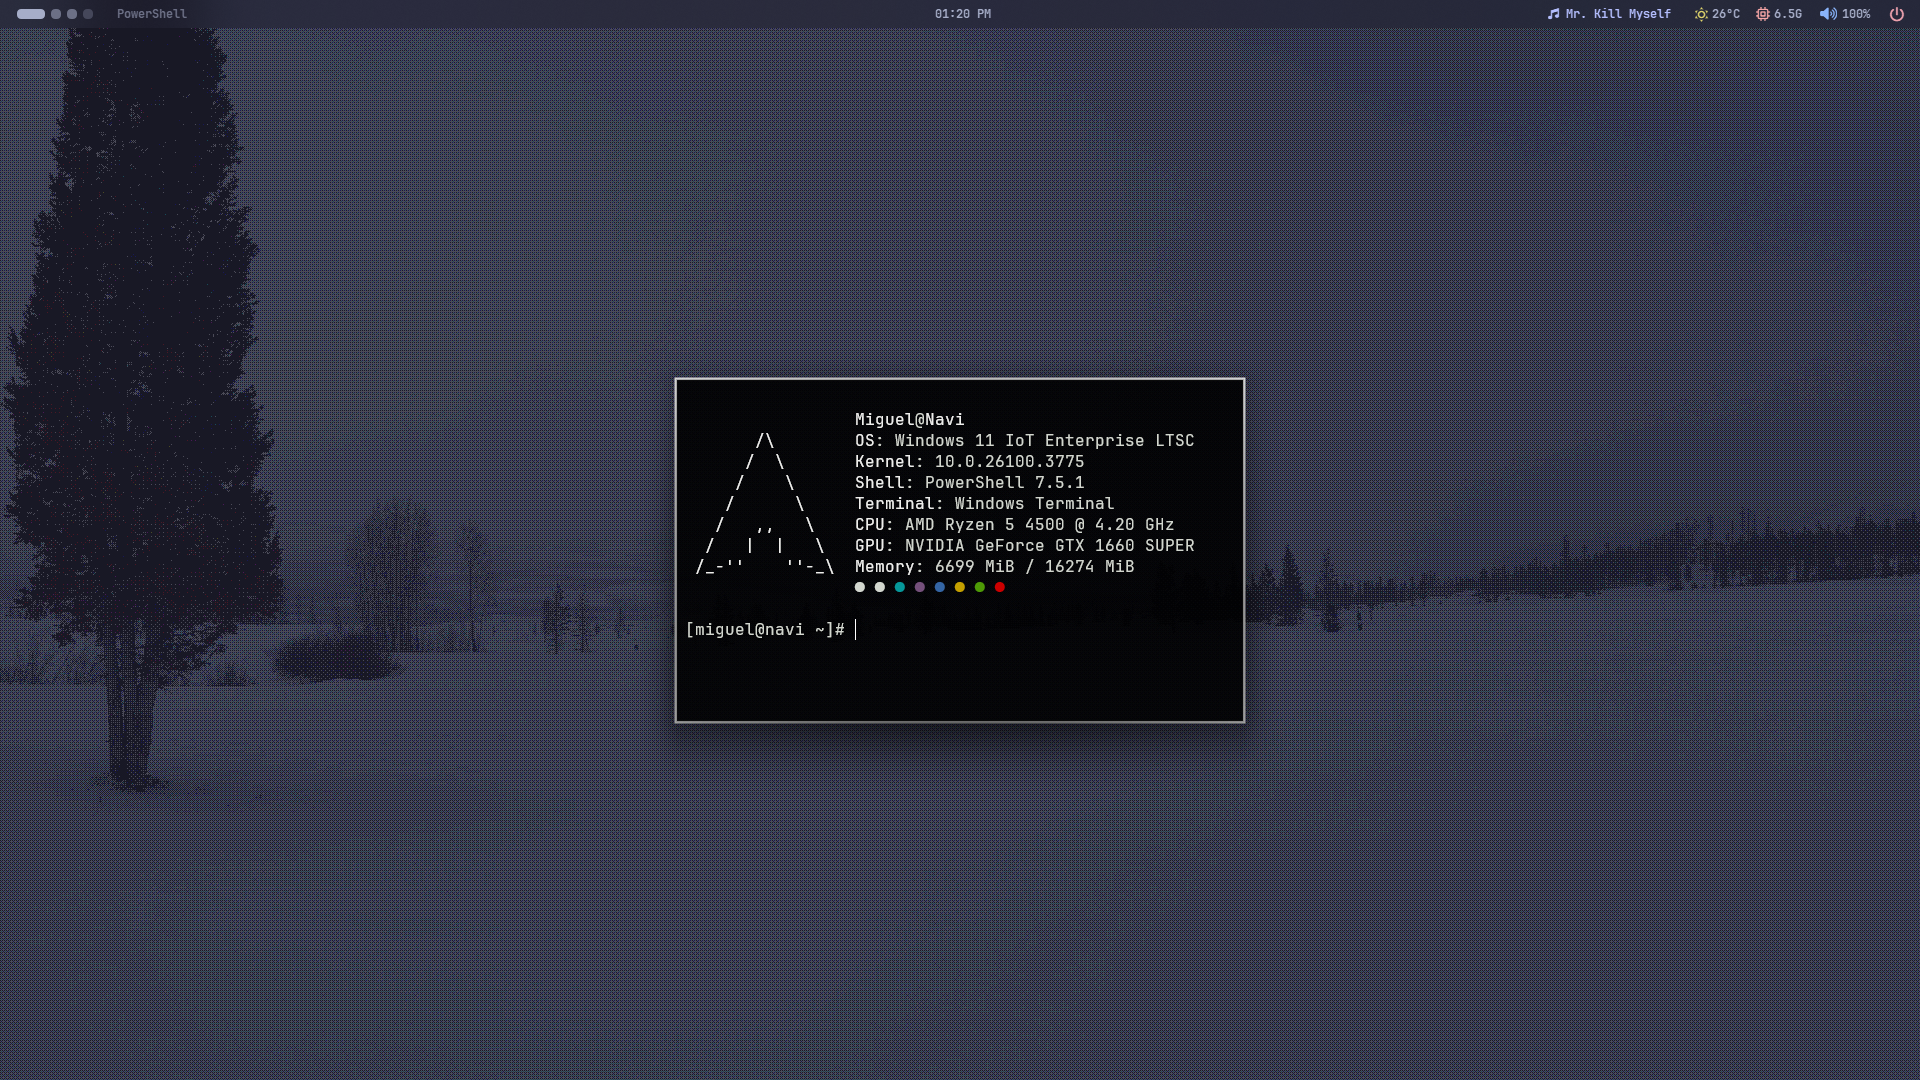 PowerShell
01:20 PM
Mr. Kill Myself
26°C
6.5G
100%
Miguel@Navi
OS: Windows 11 IoT Enterprise LTSC
Kernel: 10.0.26100.3775
Shell: PowerShell 7.5.1
Terminal: Windows Terminal
CPU: AMD Ryzen 5 4500 @ 4.20 GHz
GPU: NVIDIA GeForce GTX 1660 SUPER
Memory: 6699 MiB / 16274 MiB
[miguel@navi ~]#